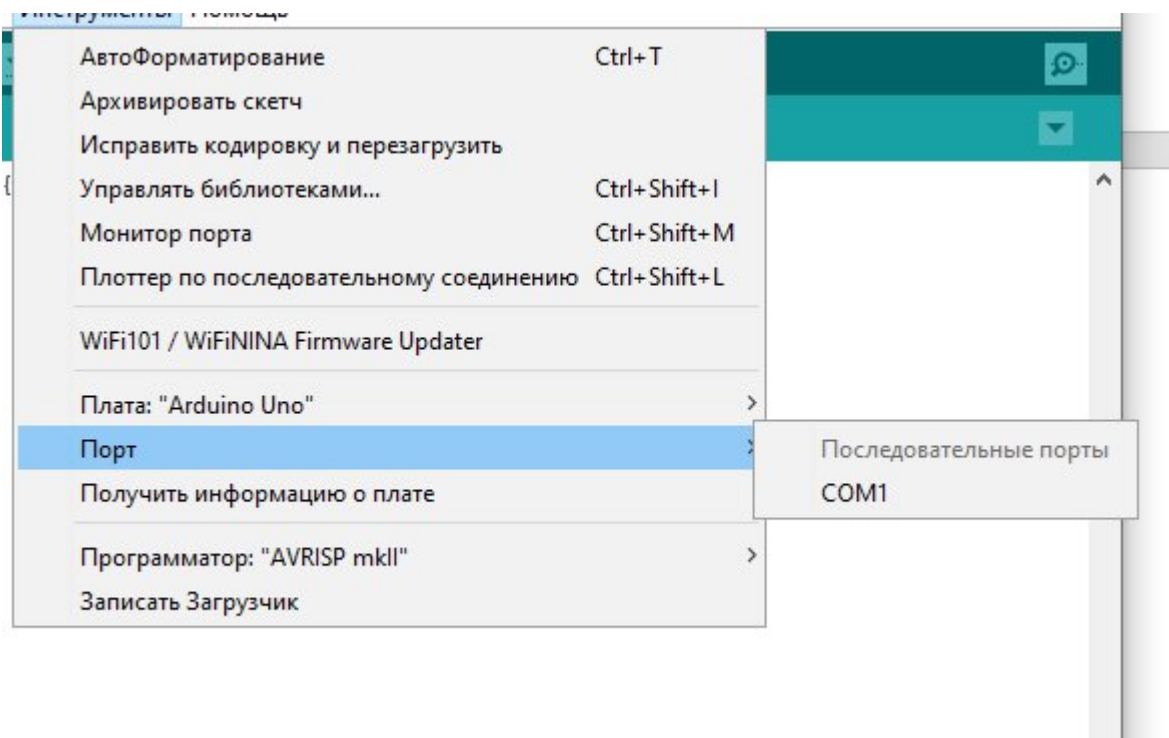 Инструменты Помощь
АвтоФорматирование Ctrl+T
Архивировать скетч
Исправить кодировку и перезагрузить
Управлять библиотеками... Ctrl+Shift+I
Монитор порта Ctrl+Shift+M
Плоттер по последовательному соединению Ctrl+Shift+L
WiFi101 / WiFiNINA Firmware Updater
Плата: "Arduino Uno"
Порт
Последовательные порты
COM1
Получить информацию о плате
Программатор: "AVRISP mkII"
Записать Загрузчик
{